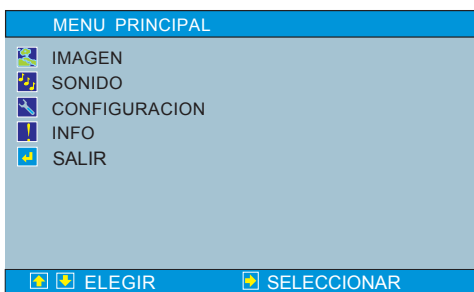 MENU PRINCIPAL
IMAGEN
SONIDO
CONFIGURACION
INFO
SALIR
ELEGIR SELECCIONAR